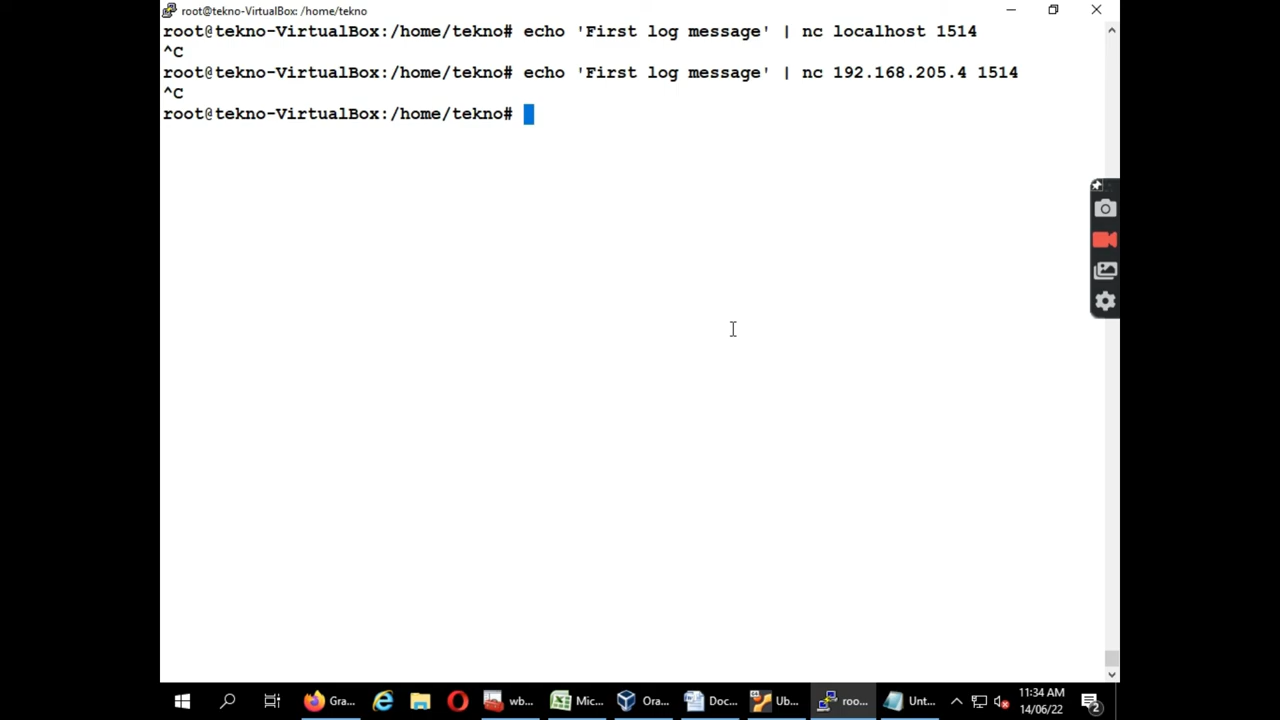 root@tekno-VirtualBox: /home/tekno
root@tekno-VirtualBox:/home/tekno# echo 'First log message' | nc localhost 1514
^C
root@tekno-VirtualBox:/home/tekno# echo 'First log message' | nc 192.168.205.4 1514
^C
root@tekno-VirtualBox:/home/tekno#
Gra... wb... Mic... Ora... Doc... Ub... roo... Unt... 11:34 AM
14/06/22
2